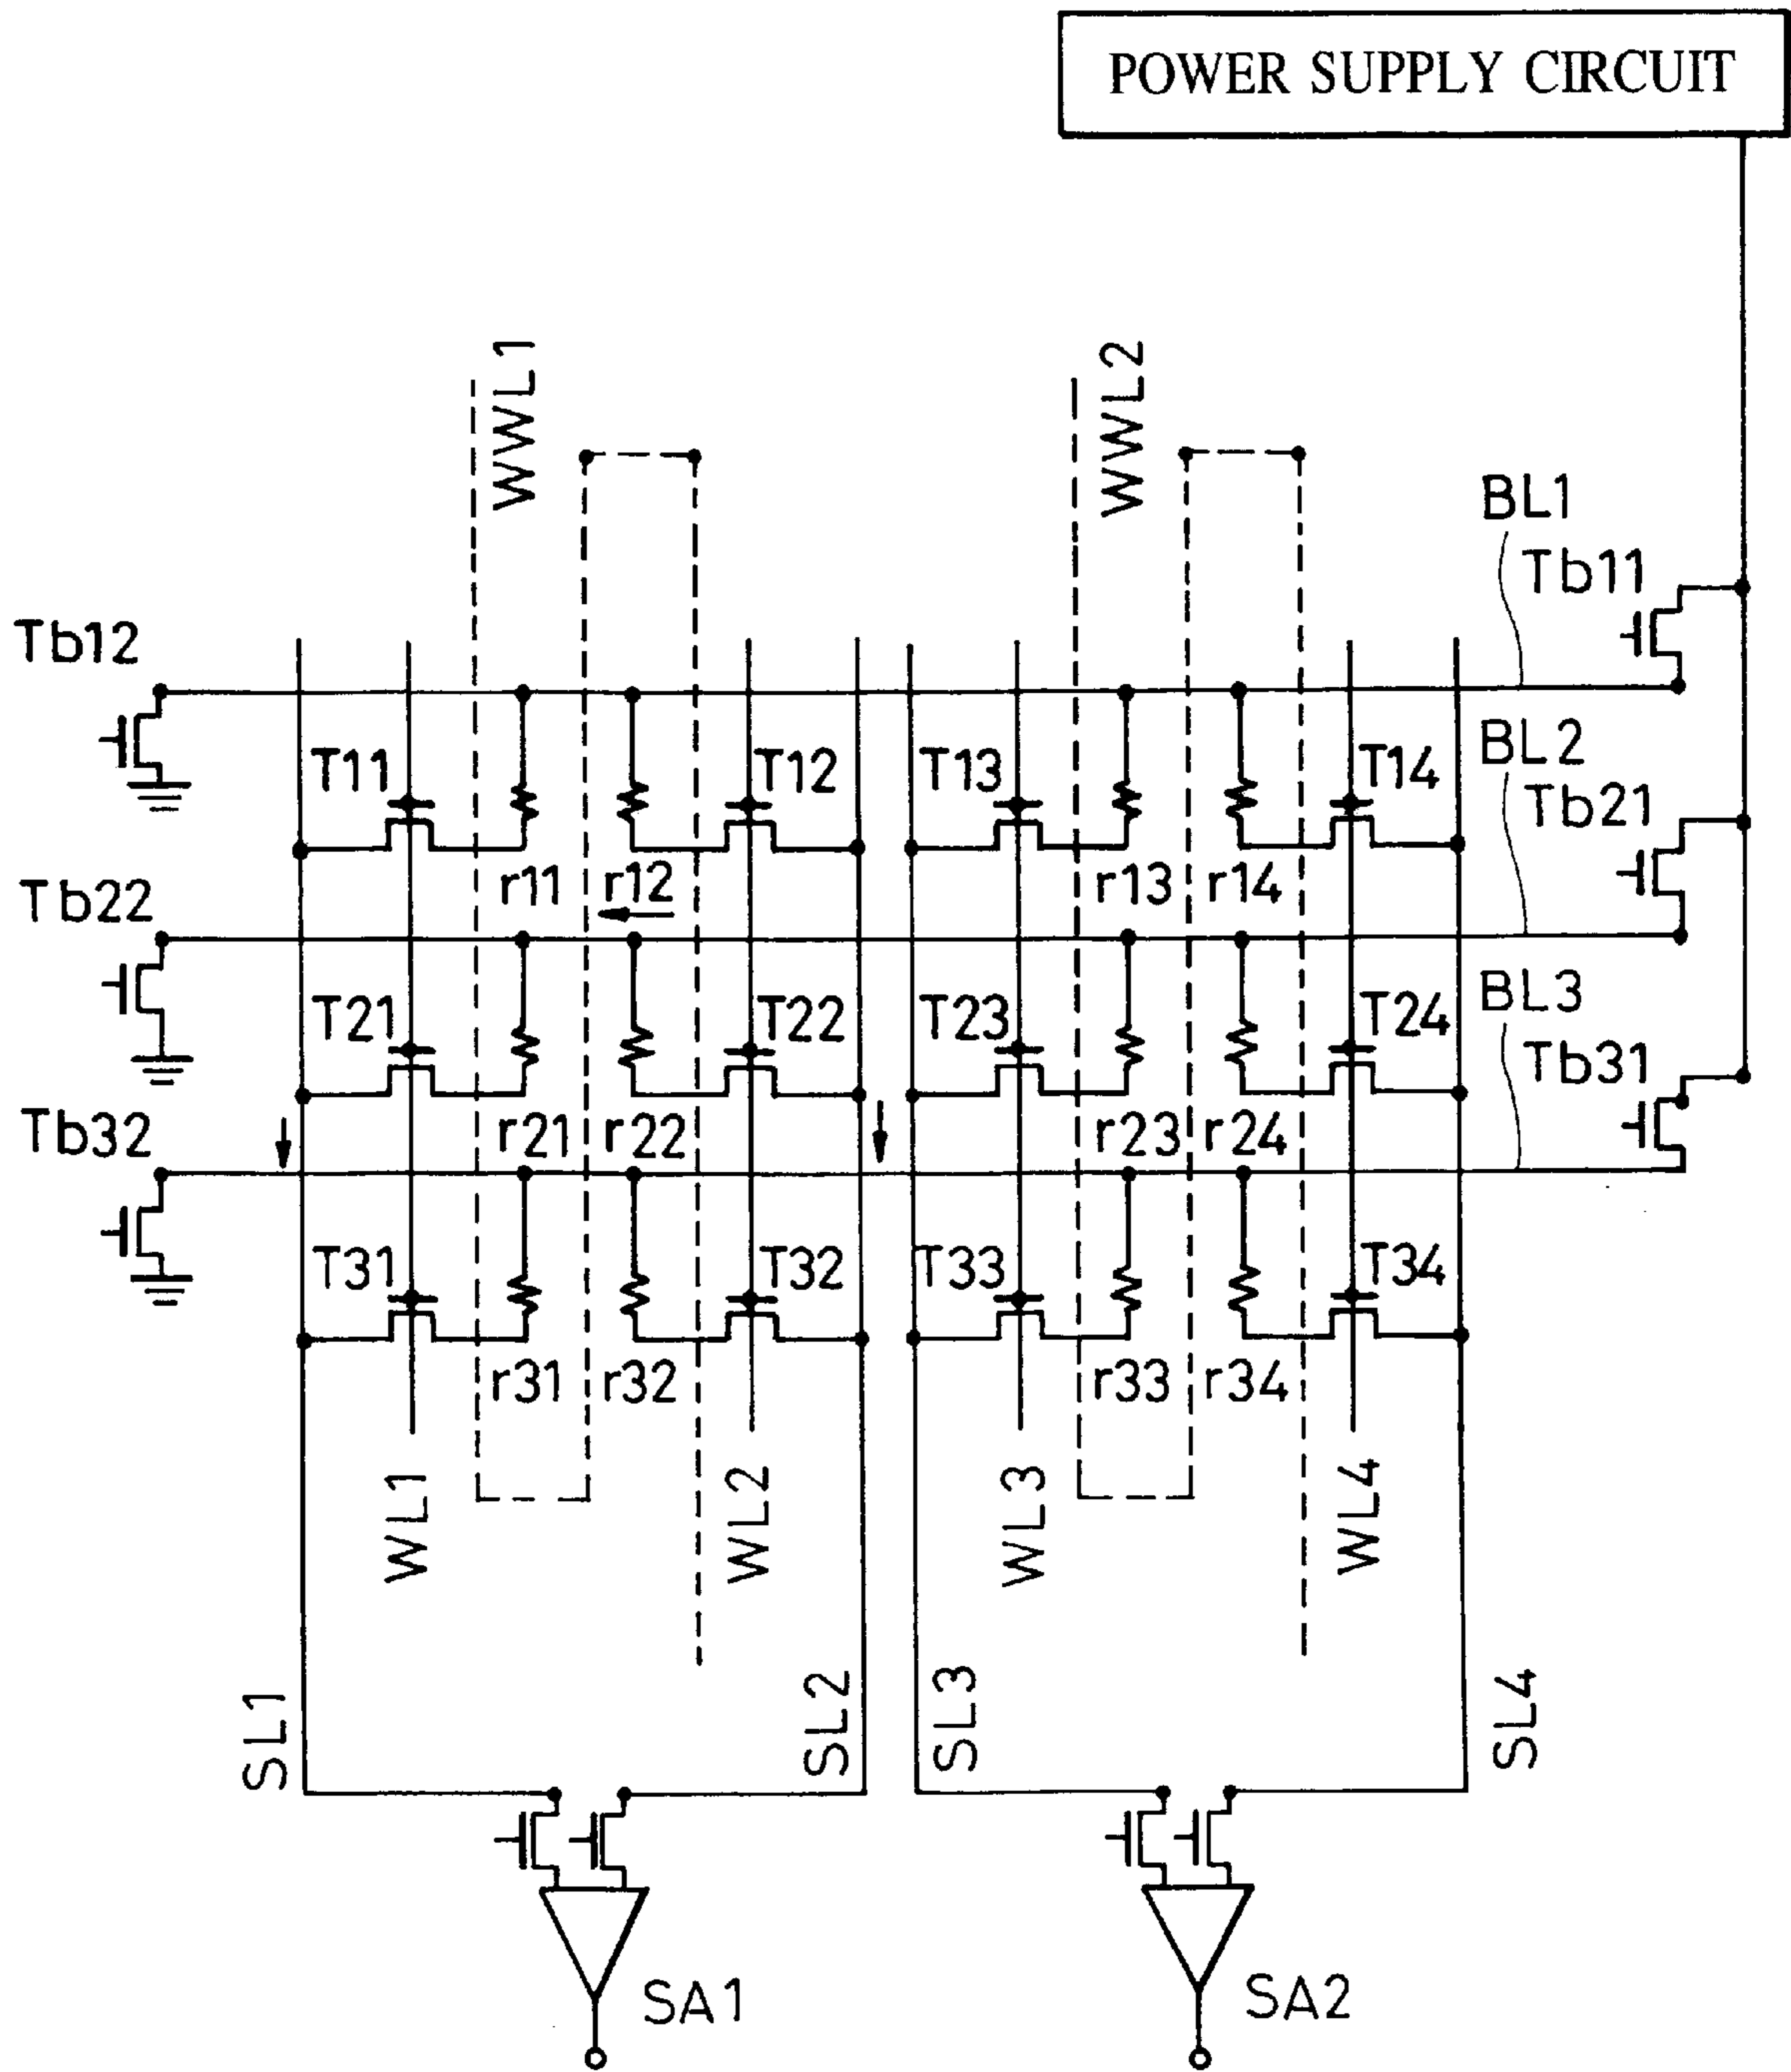 POWER SUPPLY CIRCUIT
WWL1
WWL2
BL1
Tb11
Tb12
T11
T12
T13
T14
BL2
Tb21
r11
r12
r13
r14
Tb22
T21
T22
T23
T24
BL3
Tb31
r21
r22
r23
r24
Tb32
T31
T32
T33
T34
r31
r32
r33
r34
WL1
WL2
WL3
WL4
SL1
SL2
SL3
SL4
SA1
SA2